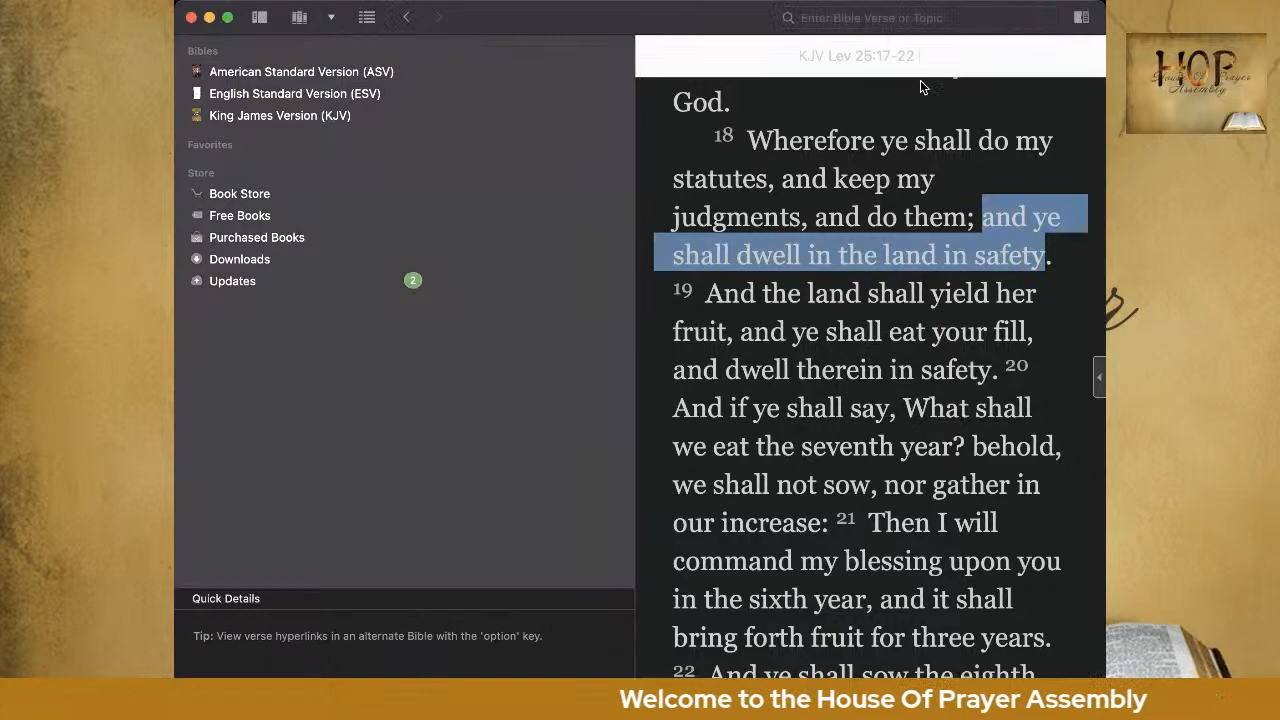 Enter Bible Verse or Topic
Bibles
American Standard Version (ASV)
English Standard Version (ESV)
King James Version (KJV)
Favorites
Store
Book Store
Free Books
Purchased Books
Downloads
Updates
2
Quick Details
Tip: View verse hyperlinks in an alternate Bible with the 'option' key.
KJV Lev 25:17-22
God.
18 Wherefore ye shall do my
statutes, and keep my
judgments, and do them; and ye
shall dwell in the land in safety.
19 And the land shall yield her
fruit, and ye shall eat your fill,
and dwell therein in safety. 20
And if ye shall say, What shall
we eat the seventh year? behold,
we shall not sow, nor gather in
our increase: 21 Then I will
command my blessing upon you
in the sixth year, and it shall
bring forth fruit for three years.
22 And ye shall sow the eighth
HOP
House Of Prayer
Assembly
Welcome to the House Of Prayer Assembly